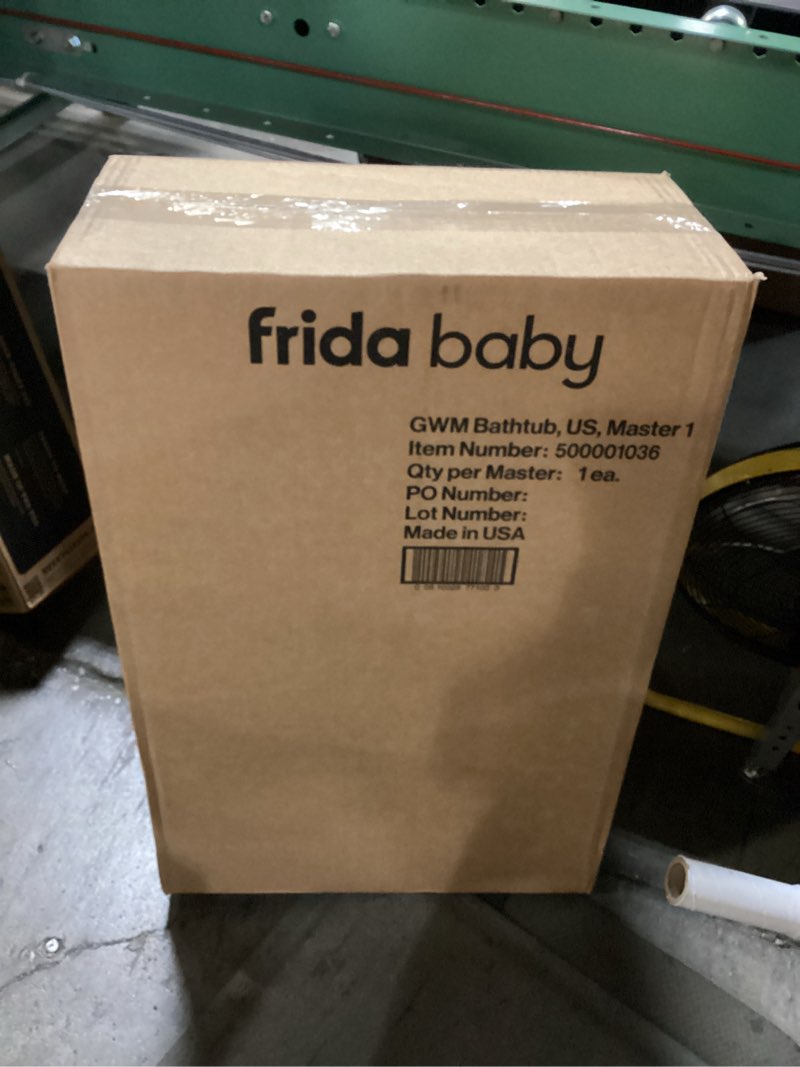 frida baby
GWM Bathtub, US, Master 1
Item Number: 500001036
Qty per Master: 1 ea.
PO Number:
Lot Number:
Made in USA